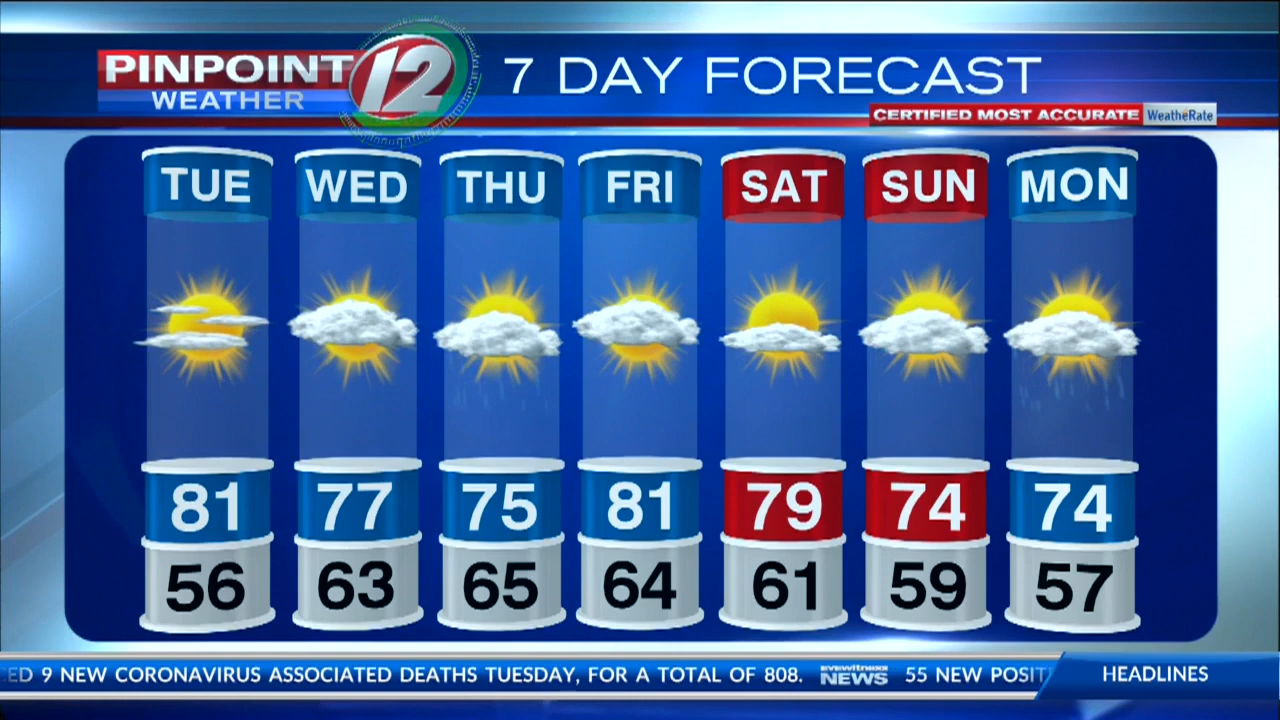 PINPOINT 12
WEATHER
7 DAY FORECAST
CERTIFIED MOST ACCURATE WeatheRate
TUE WED THU FRI SAT SUN MON
81 77 75 81 79 74 74
56 63 65 64 61 59 57
ED 9 NEW CORONAVIRUS ASSOCIATED DEATHS TUESDAY, FOR A TOTAL OF 808. EYEWITNESS NEWS 55 NEW POSIT HEADLINES